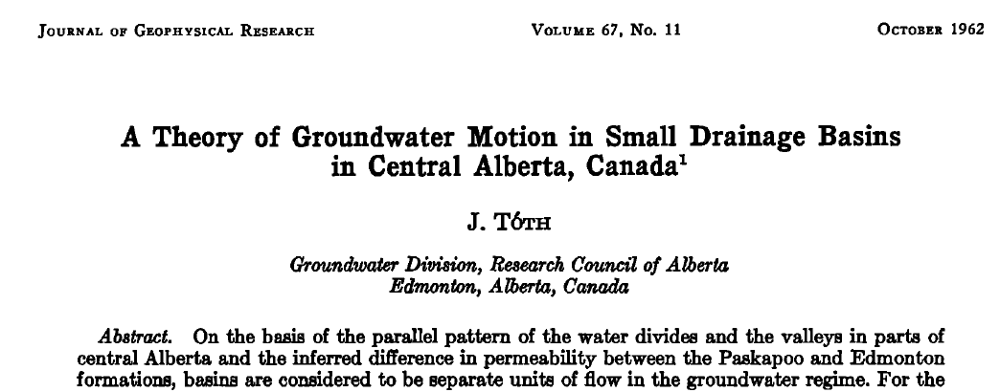 JOURNAL OF GEOPHYSICAL RESEARCH VOLUME 67, No. 11 OCTOBER 1962
A Theory of Groundwater Motion in Small Drainage Basins
in Central Alberta, Canada¹
J. TÓTH
Groundwater Division, Research Council of Alberta
Edmonton, Alberta, Canada
Abstract. On the basis of the parallel pattern of the water divides and the valleys in parts of
central Alberta and the inferred difference in permeability between the Paskapoo and Edmonton
formations, basins are considered to be separate units of flow in the groundwater regime. For the